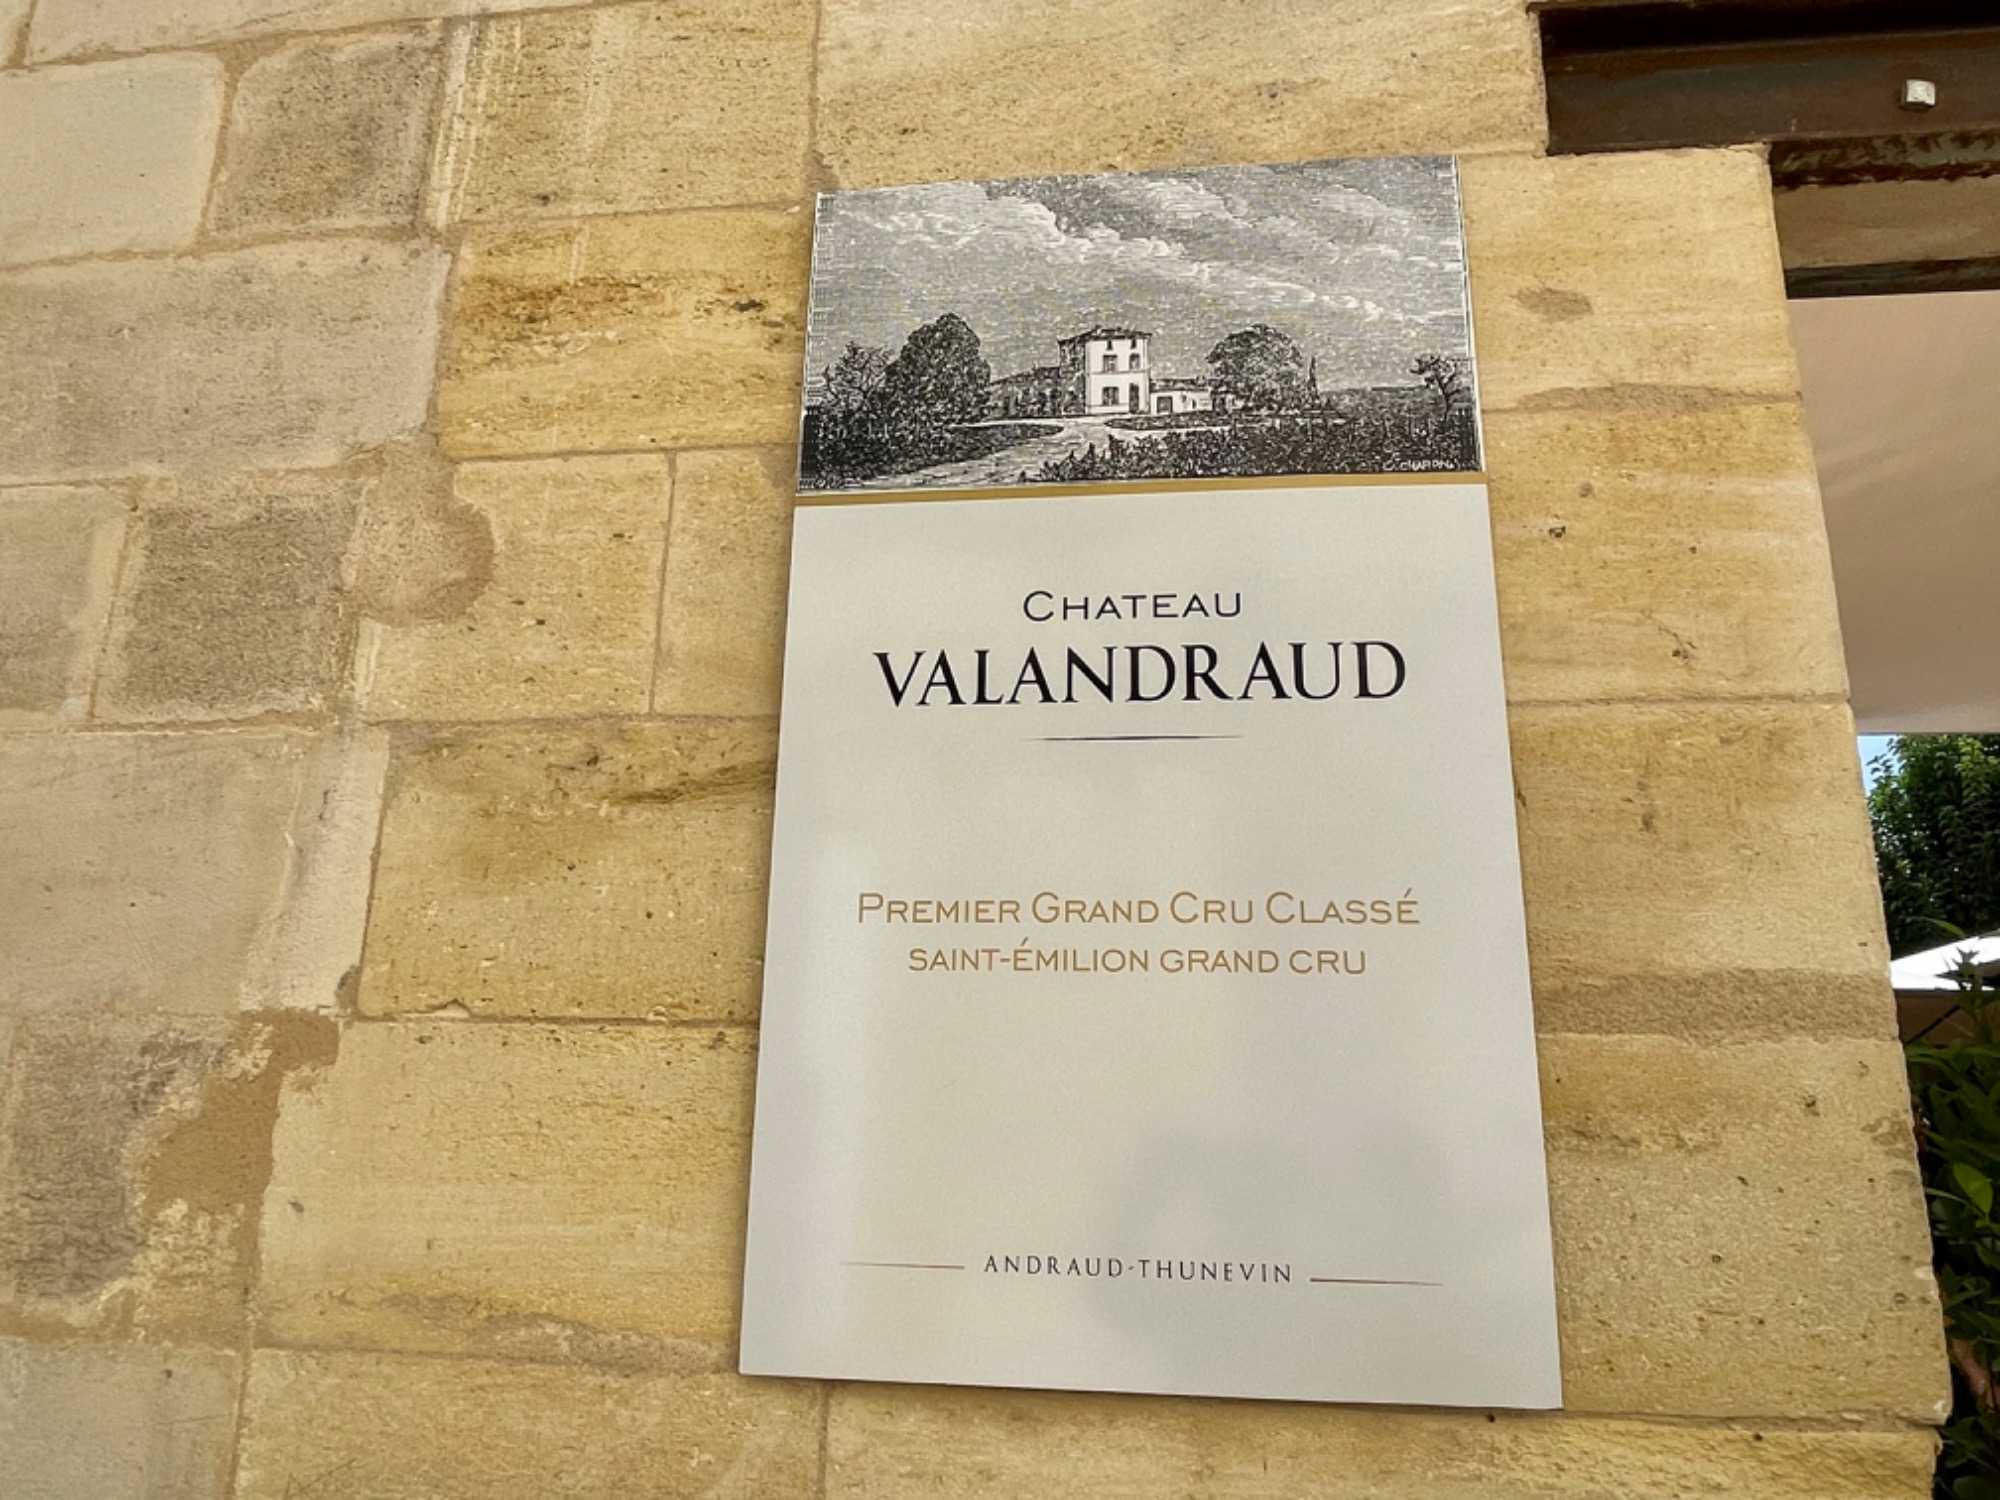 CHATEAU
VALANDRAUD
PREMIER GRAND CRU CLASSÉ
SAINT-ÉMILION GRAND CRU
ANDRAUD-THUNEVIN